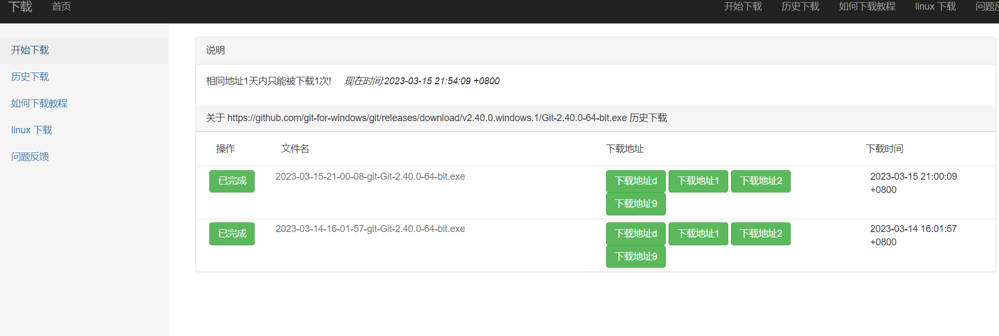 下载 首页 开始下载 历史下载 如何下载教程 linux 下载 问题反
开始下载
历史下载
如何下载教程
linux 下载
问题反馈
说明
相同地址1天内只能被下载1次! 现在时间:2023-03-15 21:54:09 +0800
关于 https://github.com/git-for-windows/git/releases/download/v2.40.0.windows.1/Git-2.40.0-64-bit.exe 历史下载
操作 文件名 下载地址 下载时间
已完成 2023-03-15-21-00-08-git-Git-2.40.0-64-bit.exe 下载地址d 下载地址1 下载地址2 2023-03-15 21:00:09
+0800
下载地址9
已完成 2023-03-14-16-01-57-git-Git-2.40.0-64-bit.exe 下载地址d 下载地址1 下载地址2 2023-03-14 16:01:57
+0800
下载地址9